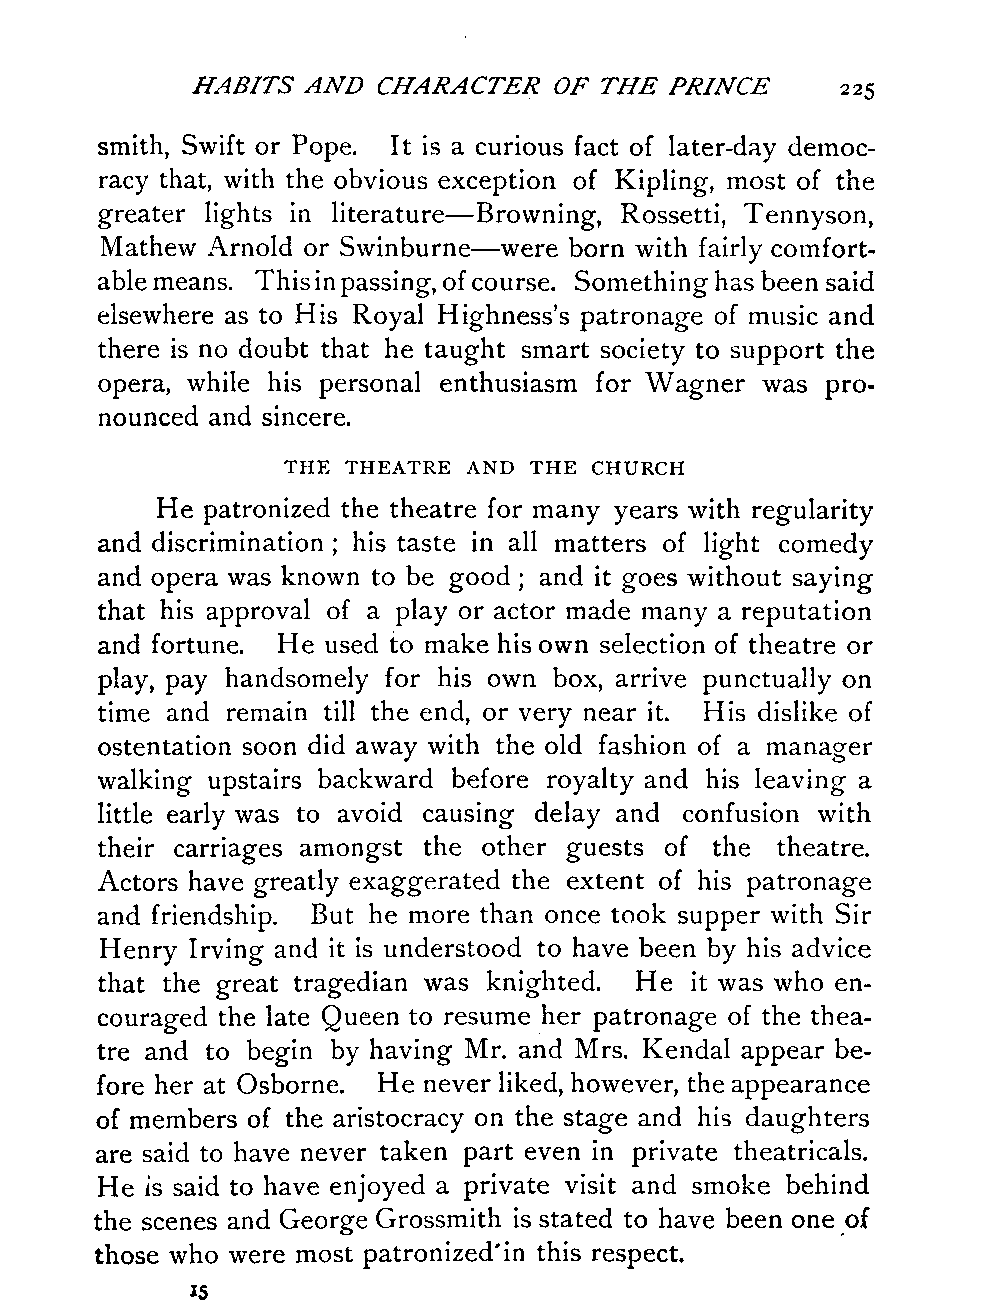 HABITS AND CHARACTER OF THE PRINCE 225
smith, Swift or Pope. It is a curious fact of later-day democ-
racy that, with the obvious exception of Kipling, most of the
greater lights in literature—Browning, Rossetti, Tennyson,
Mathew Arnold or Swinburne—were born with fairly comfort-
able means. This in passing, of course. Something has been said
elsewhere as to His Royal Highness's patronage of music and
there is no doubt that he taught smart society to support the
opera, while his personal enthusiasm for Wagner was pro-
nounced and sincere.
THE THEATRE AND THE CHURCH
He patronized the theatre for many years with regularity
and discrimination; his taste in all matters of light comedy
and opera was known to be good; and it goes without saying
that his approval of a play or actor made many a reputation
and fortune. He used to make his own selection of theatre or
play, pay handsomely for his own box, arrive punctually on
time and remain till the end, or very near it. His dislike of
ostentation soon did away with the old fashion of a manager
walking upstairs backward before royalty and his leaving a
little early was to avoid causing delay and confusion with
their carriages amongst the other guests of the theatre.
Actors have greatly exaggerated the extent of his patronage
and friendship. But he more than once took supper with Sir
Henry Irving and it is understood to have been by his advice
that the great tragedian was knighted. He it was who en-
couraged the late Queen to resume her patronage of the thea-
tre and to begin by having Mr. and Mrs. Kendal appear be-
fore her at Osborne. He never liked, however, the appearance
of members of the aristocracy on the stage and his daughters
are said to have never taken part even in private theatricals.
He is said to have enjoyed a private visit and smoke behind
the scenes and George Grossmith is stated to have been one of
those who were most patronized in this respect.
15